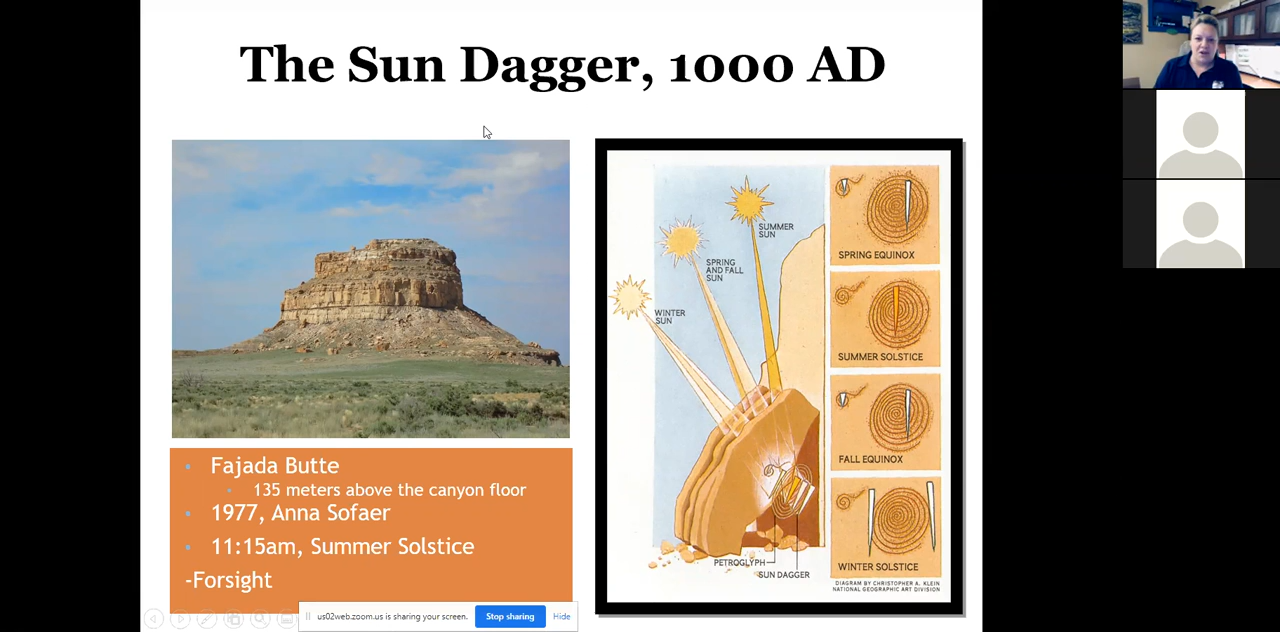 The Sun Dagger, 1000 AD
Fajada Butte
135 meters above the canyon floor
1977, Anna Sofaer
11:15am, Summer Solstice
-Forsight
SUMMER
SUN
SPRING
AND FALL
SUN
WINTER
SUN
PETROGLYPH
SUN DAGGER
SPRING EQUINOX
SUMMER SOLSTICE
FALL EQUINOX
WINTER SOLSTICE
DIAGRAM BY CHRISTOPHER A. KLEIN
NATIONAL GEOGRAPHIC ART DIVISION
us02web.zoom.us is sharing your screen.
Stop sharing
Hide